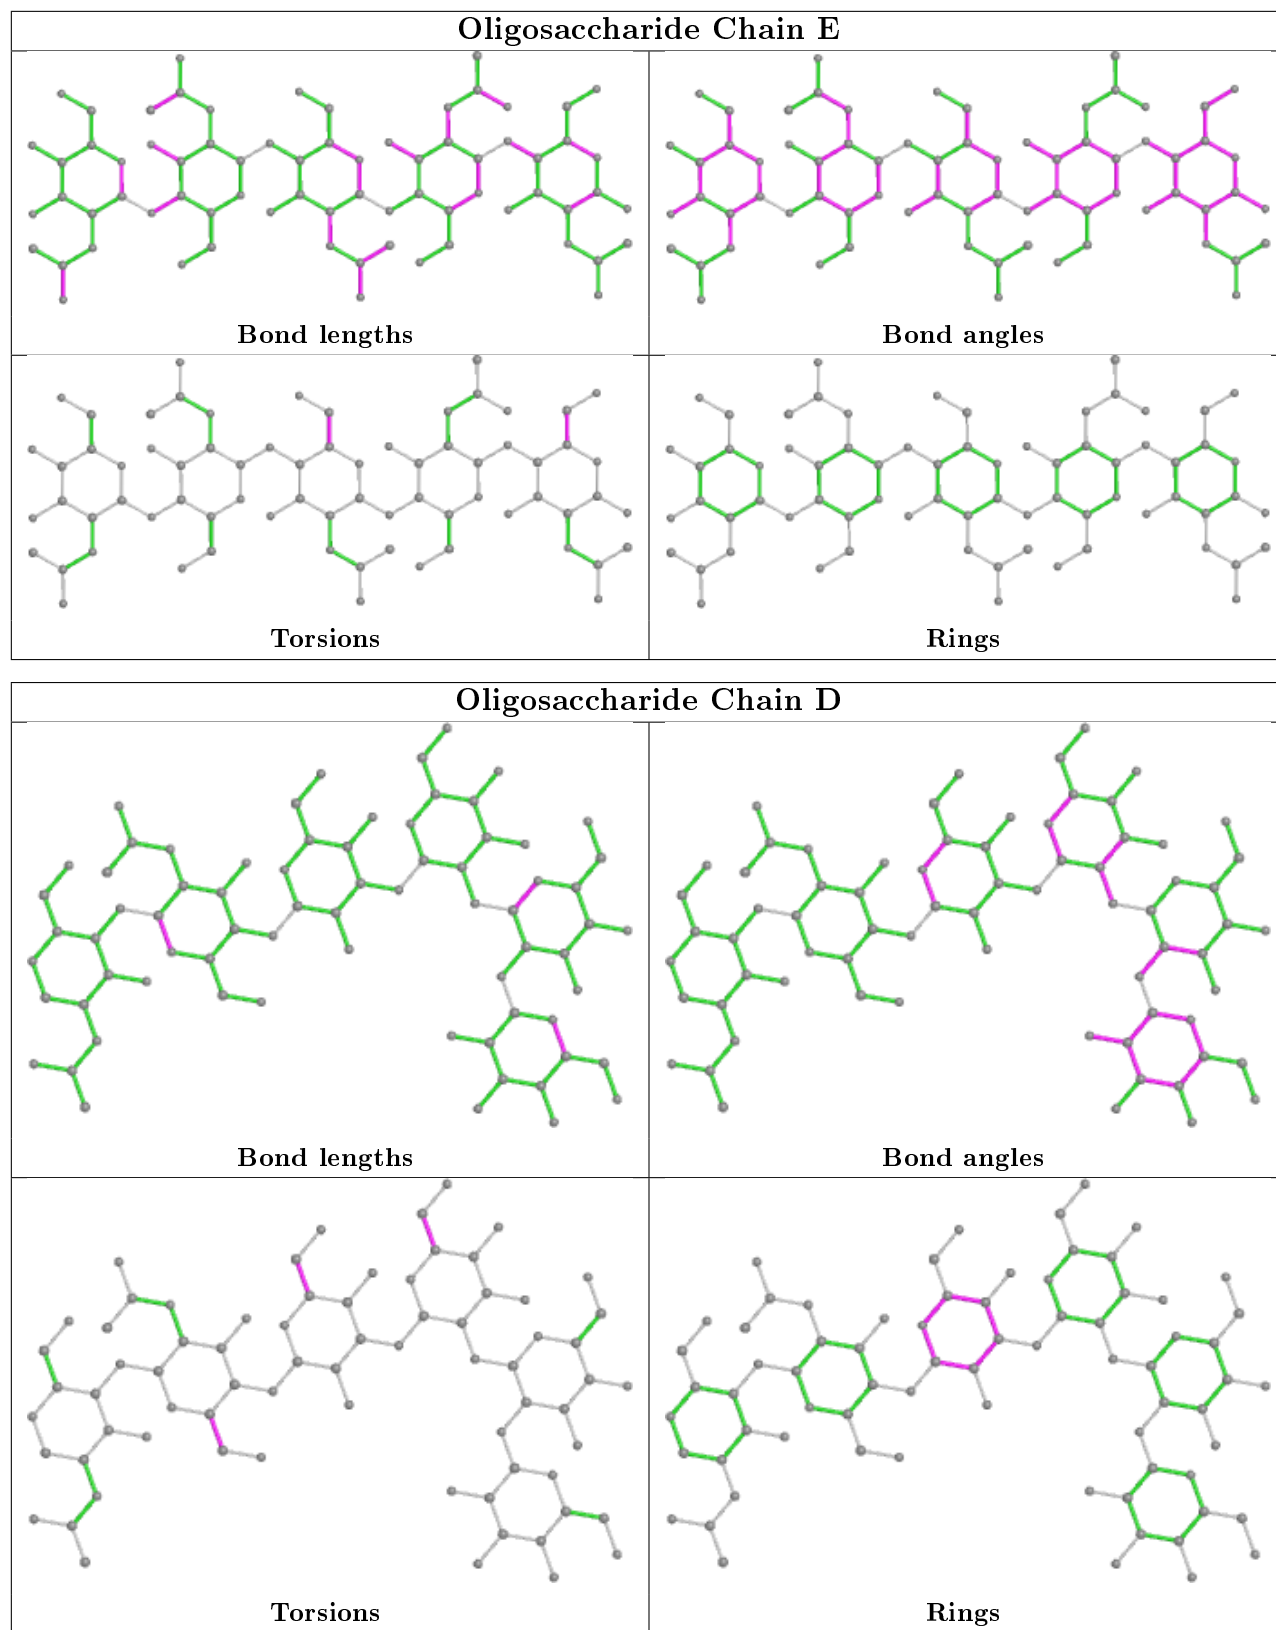 Oligosaccharide Chain E
Bond lengths
Bond angles
Torsions
Rings
Oligosaccharide Chain D
Bond lengths
Bond angles
Torsions
Rings